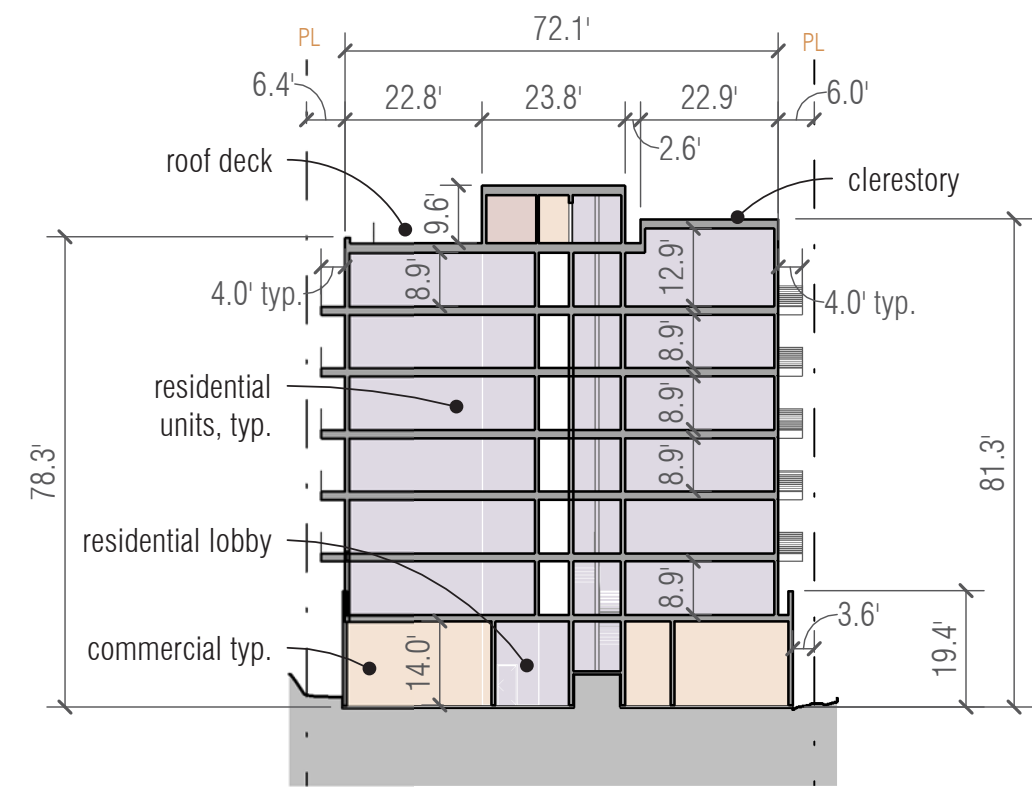 72.1'
PL
PL
6.4'
22.8'
23.8'
22.9'
6.0'
2.6'
roof deck
clerestory
9.6'
8.9'
12.9'
4.0' typ.
4.0' typ.
8.9'
residential
units, typ.
8.9'
78.3'
81.3'
8.9'
residential lobby
8.9'
3.6'
commercial typ.
14.0'
19.4'